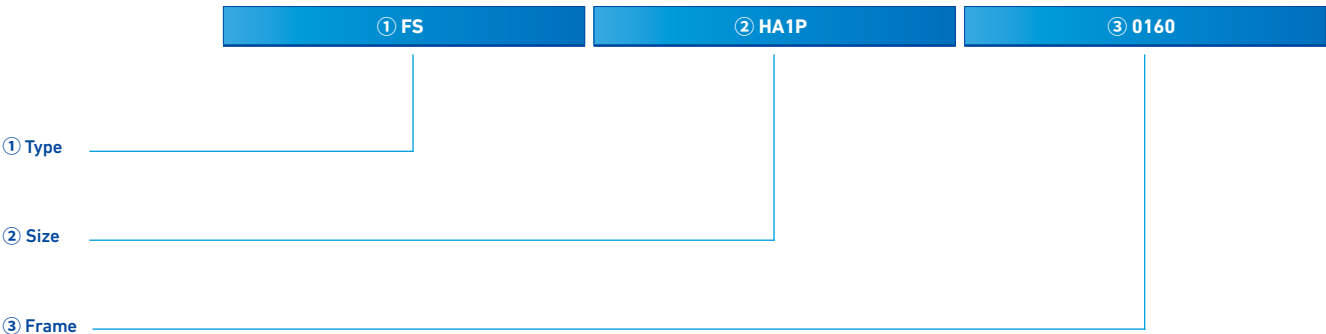 ① FS ② HA1P ③ 0160
① Type
② Size
③ Frame